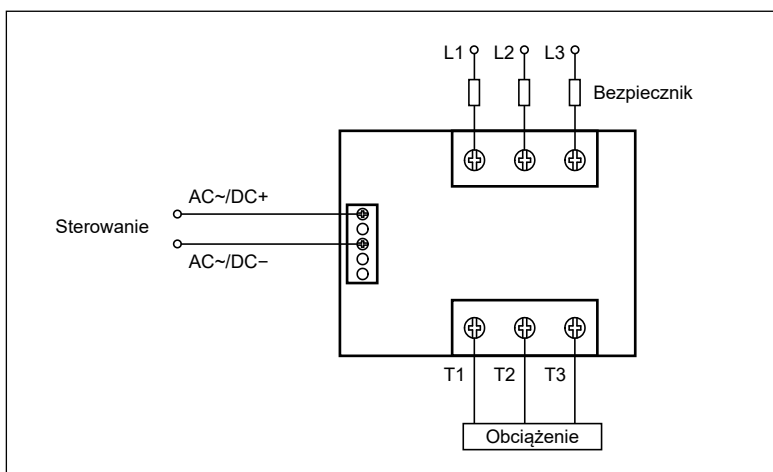 L1 L2 L3
Bezpiecznik
AC~/DC+
Sterowanie
AC~/DC−
T1 T2 T3
Obciążenie